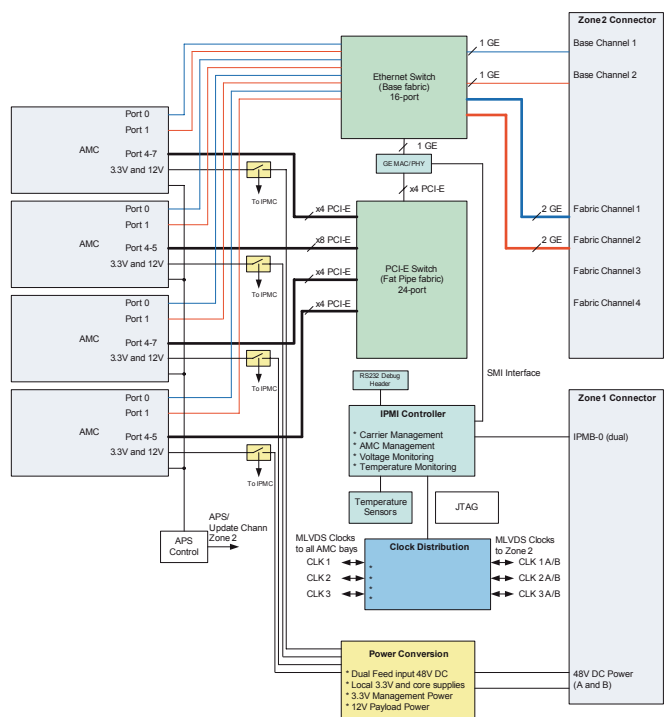 Zone2 Connector
1 GE
Base Channel 1
Ethernet Switch
(Base fabric)
16-port
1 GE
Base Channel 2
Port 0
Port 1
AMC
Port 4-7
3.3V and 12V
To IPMC
1 GE
GE MAC/PHY
x4 PCI-E
Port 0
Port 1
AMC
Port 4-5
3.3V and 12V
To IPMC
x4 PCI-E
x8 PCI-E
x4 PCI-E
x4 PCI-E
PCI-E Switch
(Fat Pipe fabric)
24-port
2 GE
Fabric Channel 1
2 GE
Fabric Channel 2
Fabric Channel 3
Fabric Channel 4
Port 0
Port 1
AMC
Port 4-7
3.3V and 12V
To IPMC
Port 0
Port 1
AMC
Port 4-5
3.3V and 12V
To IPMC
SMI Interface
RS232 Debug
Header
Zone1 Connector
IPMI Controller
* Carrier Management
* AMC Management
* Voltage Monitoring
* Temperature Monitoring
IPMB-0 (dual)
Temperature
Sensors
JTAG
APS/
Update Chann
Zone 2
APS
Control
MLVDS Clocks
to all AMC bays
CLK 1
CLK 2
CLK 3
Clock Distribution
*
*
*
*
MLVDS Clocks
to Zone 2
CLK 1 A/B
CLK 2 A/B
CLK 3 A/B
Power Conversion
* Dual Feed input 48V DC
* Local 3.3V and core supplies
* 3.3V Management Power
* 12V Payload Power
48V DC Power
(A and B)